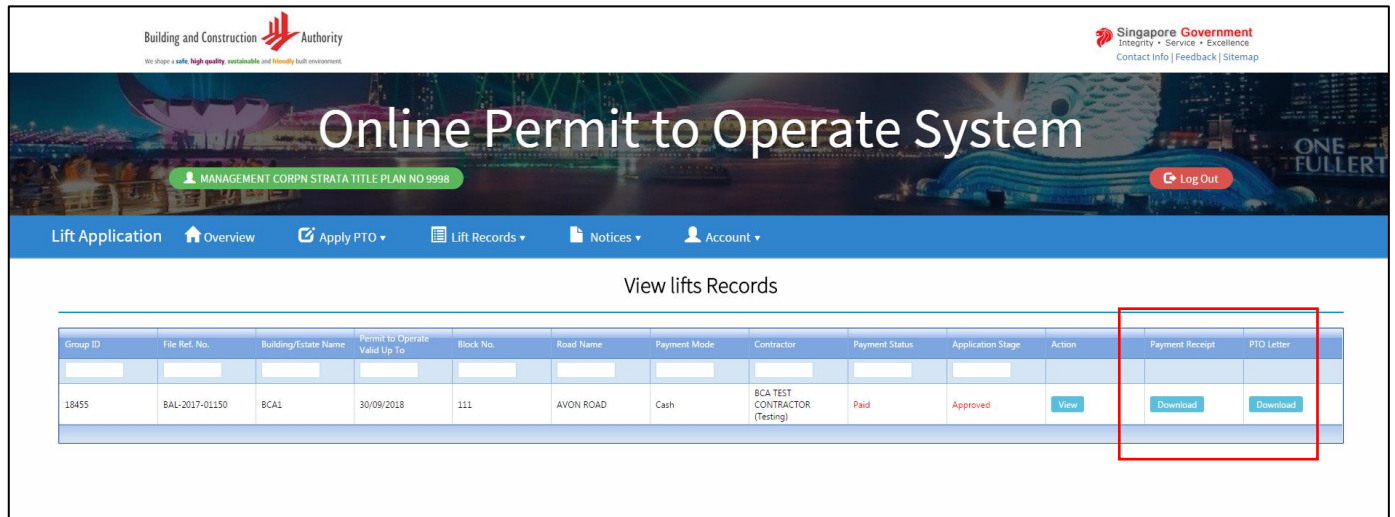 Building and Construction Authority
We shape a safe, high quality, sustainable and friendly built environment.
Singapore Government
Integrity • Service • Excellence
Contact Info | Feedback | Sitemap
Online Permit to Operate System
ONE
FULLERT
MANAGEMENT CORPN STRATA TITLE PLAN NO 9998
Log Out
Lift Application Overview Apply PTO Lift Records Notices Account
View lifts Records
Group ID File Ref. No. Building/Estate Name Permit to Operate Valid Up To Block No. Road Name Payment Mode Contractor Payment Status Application Stage Action Payment Receipt PTO Letter
18455 BAL-2017-01150 BCA1 30/09/2018 111 AVON ROAD Cash BCA TEST CONTRACTOR (Testing) Paid Approved View Download Download